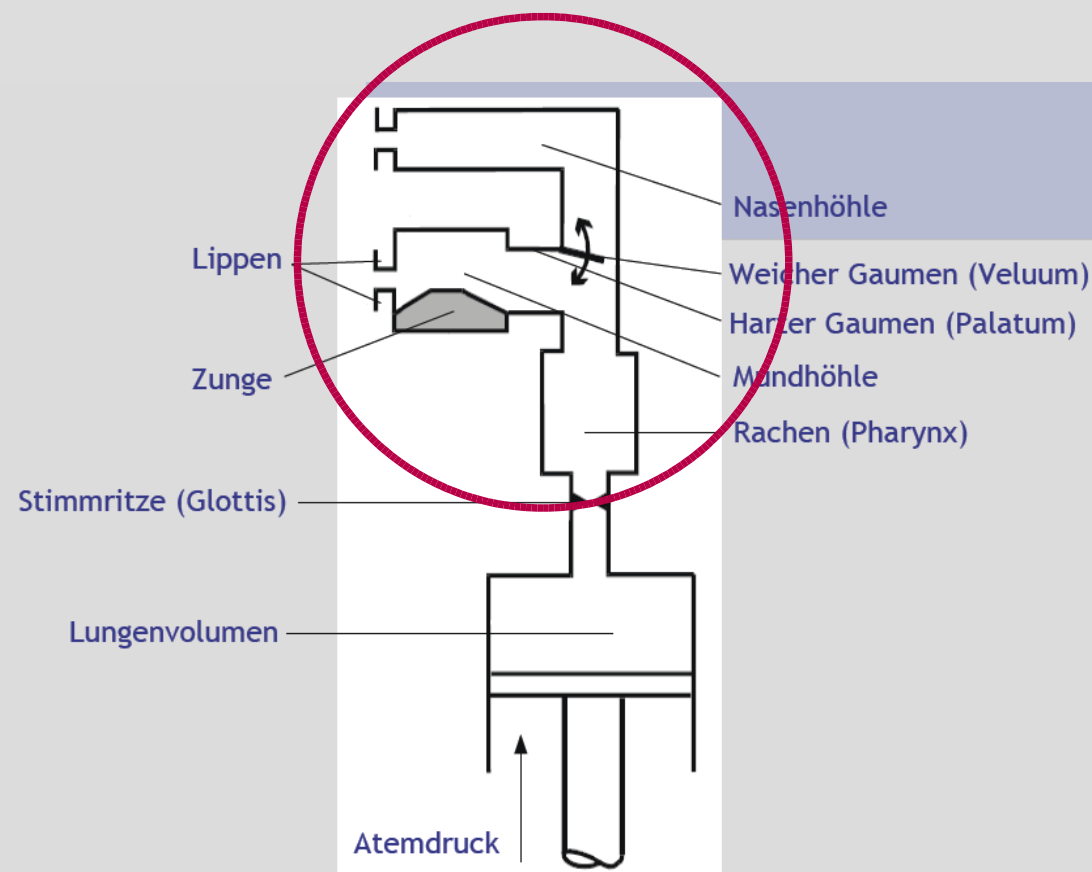 Nasenhöhle
Lippen
Weicher Gaumen (Veluum)
Harter Gaumen (Palatum)
Zunge
Mundhöhle
Rachen (Pharynx)
Stimmritze (Glottis)
Lungenvolumen
Atemdruck